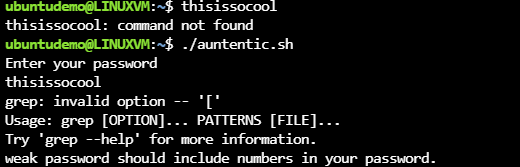 ubuntudemo@LINUXVM:~$ thisissocool
thisissocool: command not found
ubuntudemo@LINUXVM:~$ ./auntentic.sh
Enter your password
thisissocool
grep: invalid option -- '['
Usage: grep [OPTION]... PATTERNS [FILE]...
Try 'grep --help' for more information.
weak password should include numbers in your password.